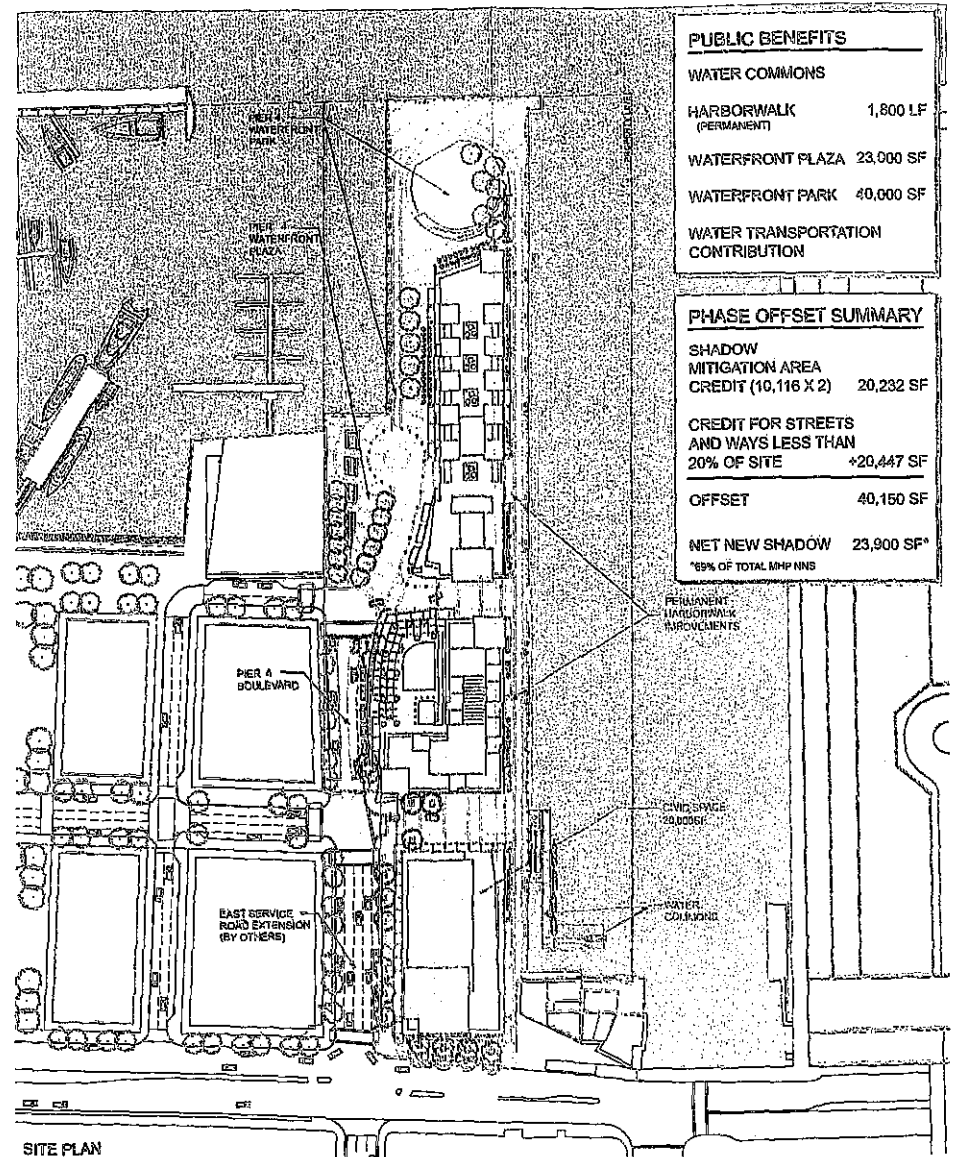 PUBLIC BENEFITS
WATER COMMONS
HARBORWALK 1,800 LF
(PERMANENT)
WATERFRONT PLAZA 23,000 SF
WATERFRONT PARK 40,000 SF
WATER TRANSPORTATION
CONTRIBUTION
PHASE OFFSET SUMMARY
SHADOW
MITIGATION AREA
CREDIT (10,116 X 2) 20,232 SF
CREDIT FOR STREETS
AND WAYS LESS THAN
20% OF SITE +20,447 SF
OFFSET 40,150 SF
NET NEW SHADOW 23,900 SF*
*69% OF TOTAL MHP NNS
PIER 4
WATERFRONT
PARK
PIER 4
WATERFRONT
PLAZA
PERMANENT
HARBORWALK
IMROVLMENTS
PIER 4
BOULEVARD
CIVIC SPACE
20,000SF
WATER
COMMONS
EAST SERVICE
ROAD EXTENSION
(BY OTHERS)
SITE PLAN